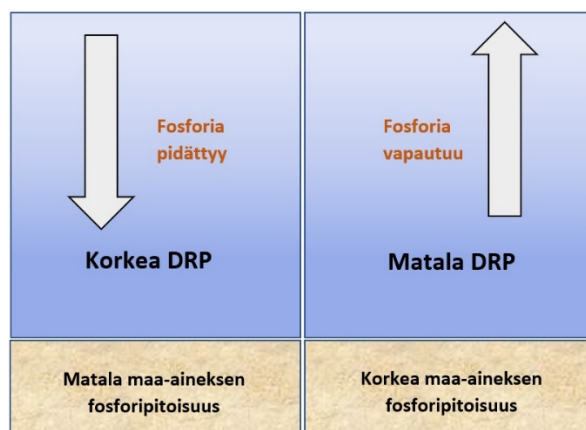 Fosforia
pidättyy
Korkea DRP
Matala maa-aineksen
fosforipitoisuus
Fosforia
vapautuu
Matala DRP
Korkea maa-aineksen
fosforipitoisuus